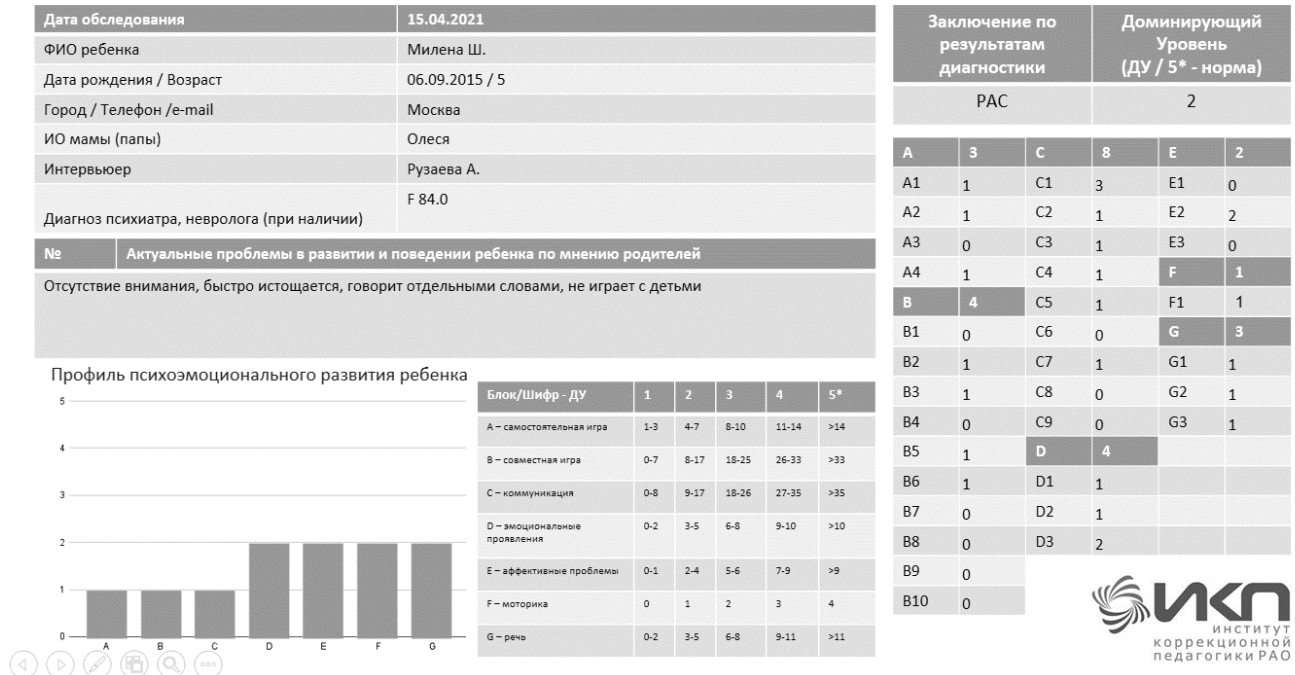 Дата обследования 15.04.2021
ФИО ребенка Милена Ш.
Дата рождения / Возраст 06.09.2015 / 5
Город / Телефон /e-mail Москва
ИО мамы (папы) Олеся
Интервьюер Рузаева А.
Диагноз психиатра, невролога (при наличии) F 84.0
№ Актуальные проблемы в развитии и поведении ребенка по мнению родителей
Отсутствие внимания, быстро истощается, говорит отдельными словами, не играет с детьми
Профиль психоэмоционального развития ребенка
5
4
3
2
1
0
A B C D E F G
Блок/Шифр - ДУ 1 2 3 4 5*
А – самостоятельная игра 1-3 4-7 8-10 11-14 >14
В – совместная игра 0-7 8-17 18-25 26-33 >33
С – коммуникация 0-8 9-17 18-26 27-35 >35
D – эмоциональные
проявления 0-2 3-5 6-8 9-10 >10
Е – аффективные проблемы 0-1 2-4 5-6 7-9 >9
F – моторика 0 1 2 3 4
G – речь 0-2 3-5 6-8 9-11 >11
Заключение по
результатам
диагностики
Доминирующий
Уровень
(ДУ / 5* - норма)
РАС 2
A 3 C 8 E 2
A1 1 C1 3 E1 0
A2 1 C2 1 E2 2
A3 0 C3 1 E3 0
A4 1 C4 1 F 1
B 4 C5 1 F1 1
B1 0 C6 0 G 3
B2 1 C7 1 G1 1
B3 1 C8 0 G2 1
B4 0 C9 0 G3 1
B5 1 D 4
B6 1 D1 1
B7 0 D2 1
B8 0 D3 2
B9 0
B10 0
ИКП
ИНСТИТУТ
КОРРЕКЦИОННОЙ
ПЕДАГОГИКИ РАО